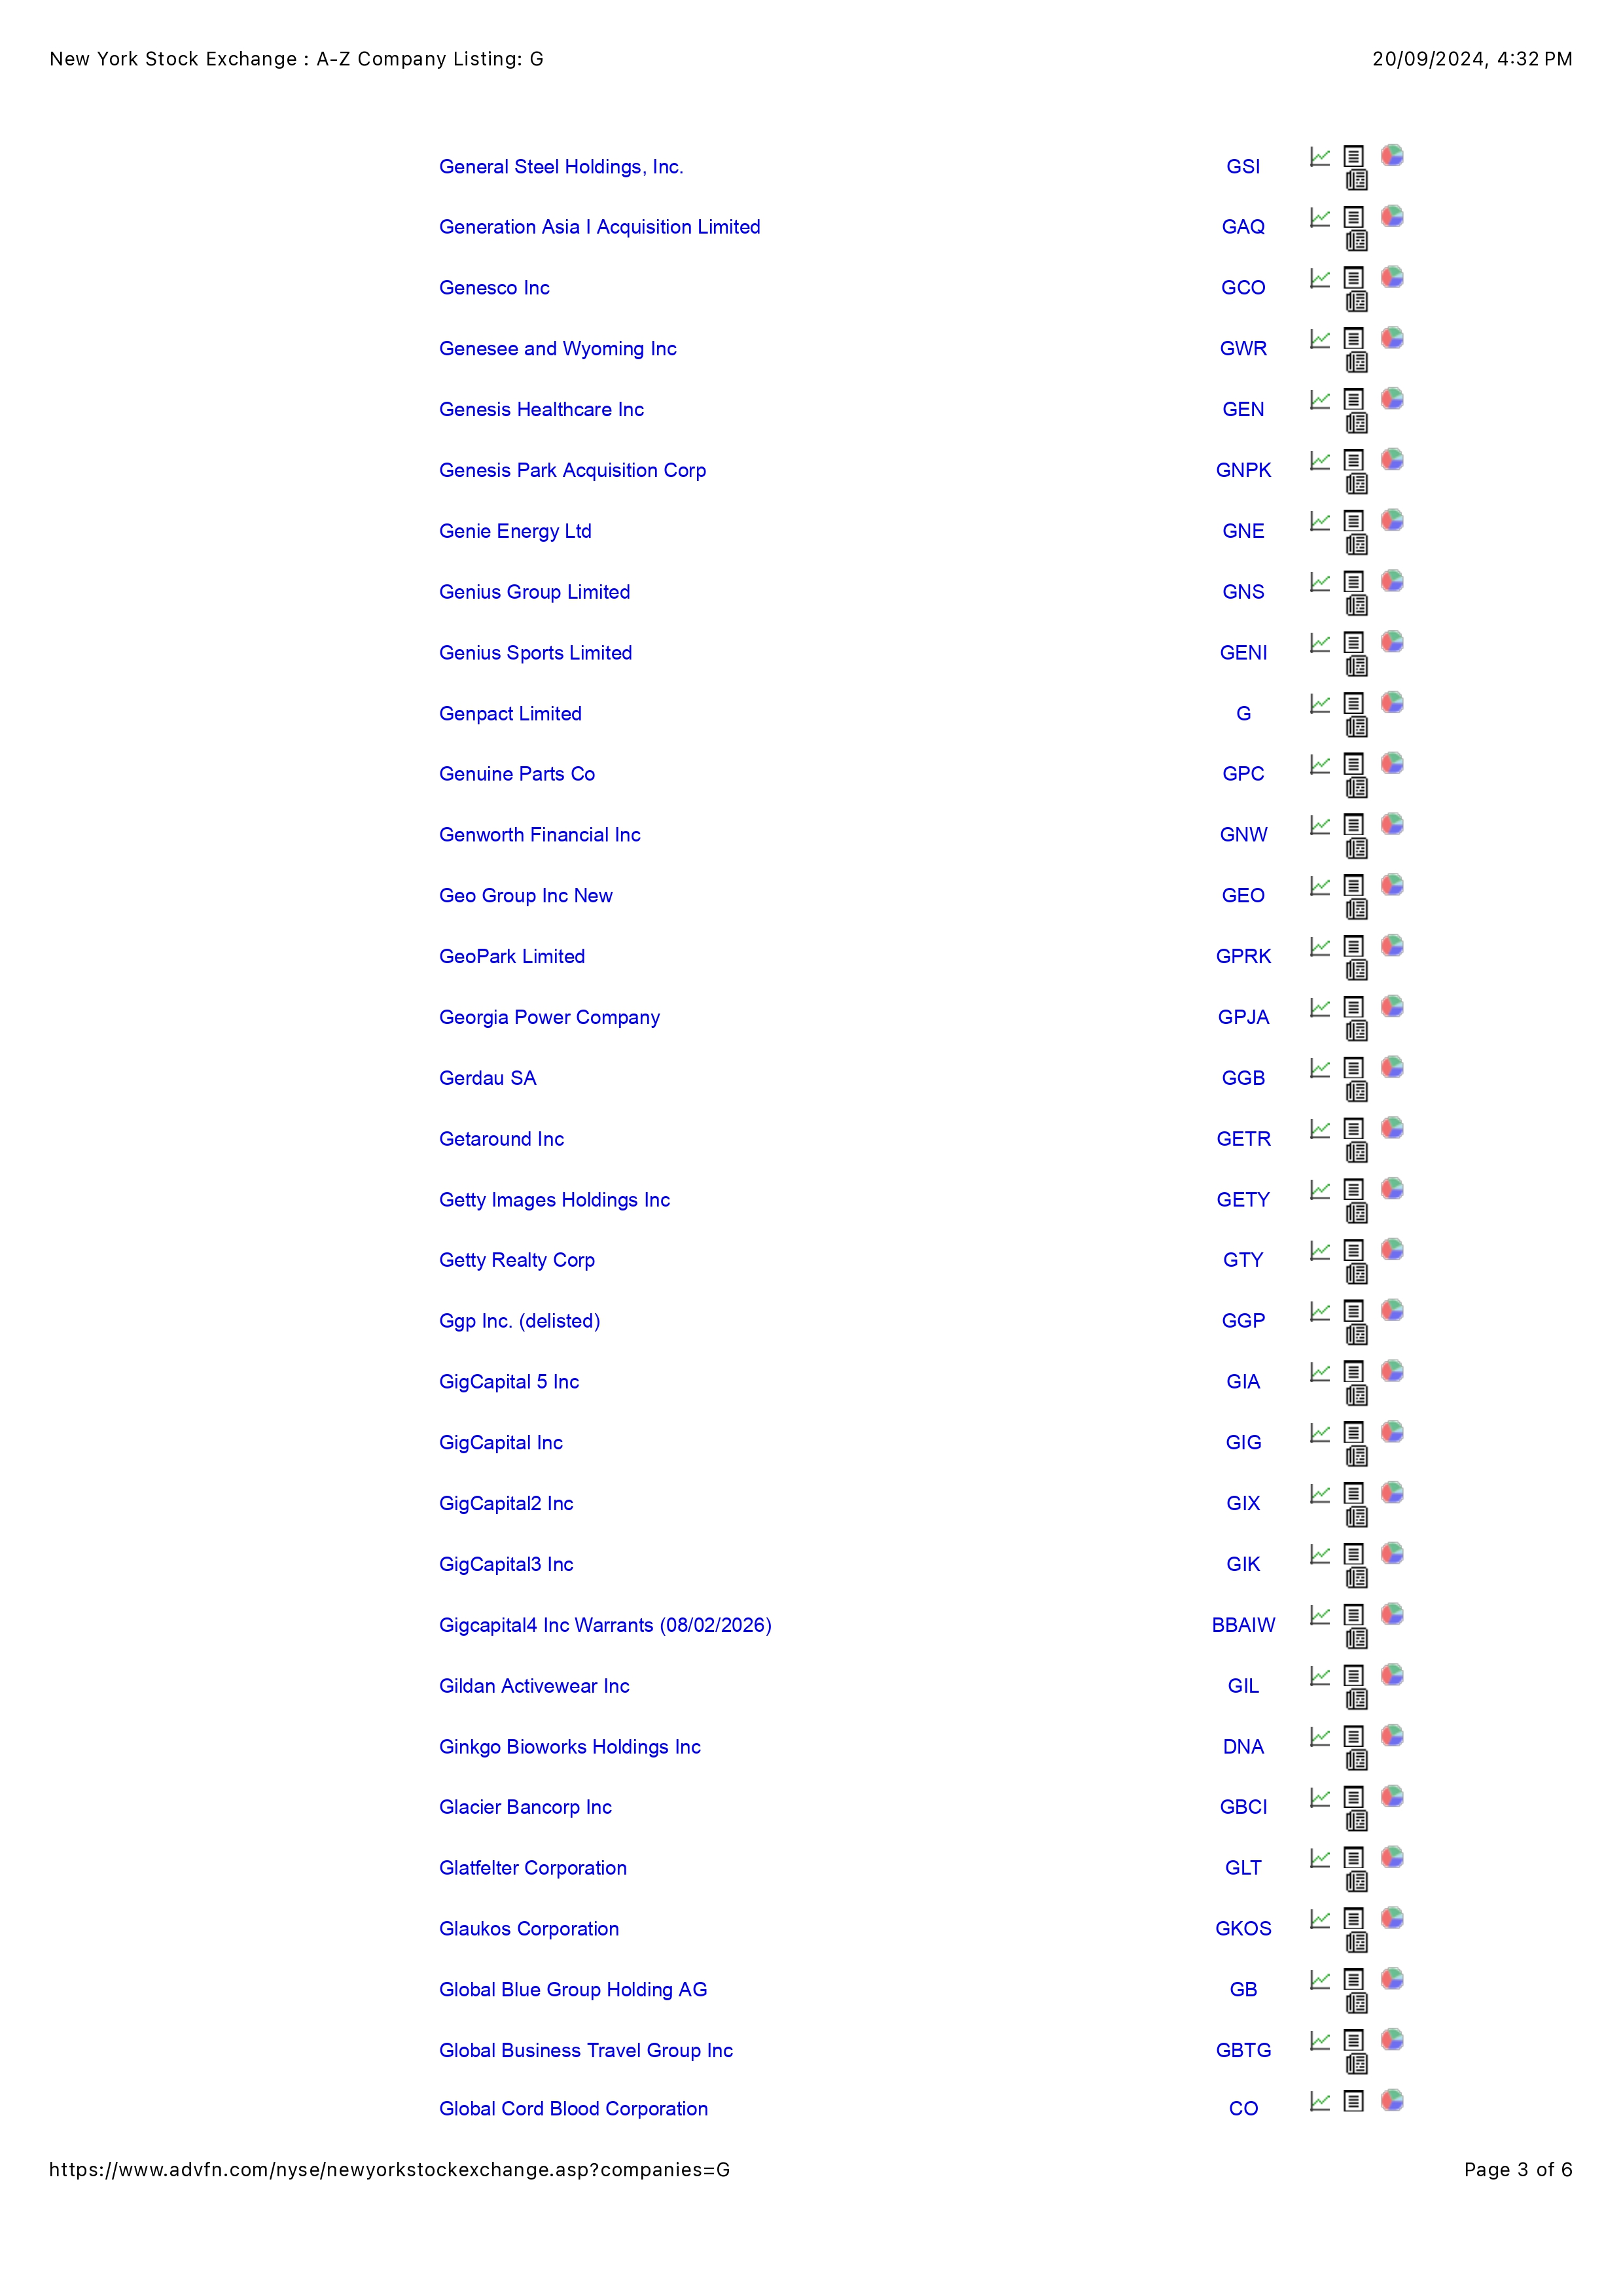 New York Stock Exchange : A-Z Company Listing: G 20/09/2024, 4:32 PM
General Steel Holdings, Inc. GSI
Generation Asia I Acquisition Limited GAQ
Genesco Inc GCO
Genesee and Wyoming Inc GWR
Genesis Healthcare Inc GEN
Genesis Park Acquisition Corp GNPK
Genie Energy Ltd GNE
Genius Group Limited GNS
Genius Sports Limited GENI
Genpact Limited G
Genuine Parts Co GPC
Genworth Financial Inc GNW
Geo Group Inc New GEO
GeoPark Limited GPRK
Georgia Power Company GPJA
Gerdau SA GGB
Getaround Inc GETR
Getty Images Holdings Inc GETY
Getty Realty Corp GTY
Ggp Inc. (delisted) GGP
GigCapital 5 Inc GIA
GigCapital Inc GIG
GigCapital2 Inc GIX
GigCapital3 Inc GIK
Gigcapital4 Inc Warrants (08/02/2026) BBAIW
Gildan Activewear Inc GIL
Ginkgo Bioworks Holdings Inc DNA
Glacier Bancorp Inc GBCI
Glatfelter Corporation GLT
Glaukos Corporation GKOS
Global Blue Group Holding AG GB
Global Business Travel Group Inc GBTG
Global Cord Blood Corporation CO
https://www.advfn.com/nyse/newyorkstockexchange.asp?companies=G Page 3 of 6